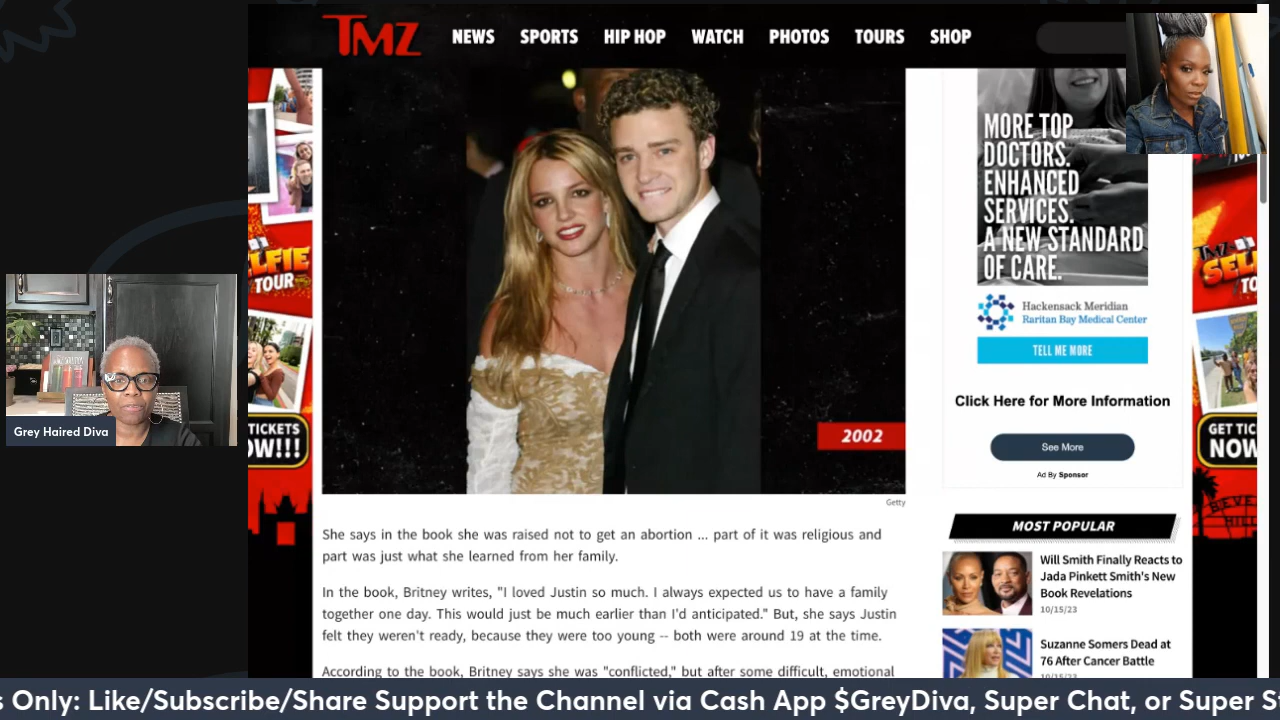 TMZ
NEWS
SPORTS
HIP HOP
WATCH
PHOTOS
TOURS
SHOP
MORE TOP
DOCTORS.
ENHANCED
SERVICES.
A NEW STANDARD
OF CARE.
Hackensack Meridian
Raritan Bay Medical Center
TELL ME MORE
Click Here for More Information
See More
Ad By Sponsor
2002
Getty
She says in the book she was raised not to get an abortion ... part of it was religious and
part was just what she learned from her family.
In the book, Britney writes, "I loved Justin so much. I always expected us to have a family
together one day. This would just be much earlier than I'd anticipated." But, she says Justin
felt they weren't ready, because they were too young -- both were around 19 at the time.
According to the book, Britney says she was "conflicted," but after some difficult, emotional
MOST POPULAR
Will Smith Finally Reacts to
Jada Pinkett Smith's New
Book Revelations
10/15/23
Suzanne Somers Dead at
76 After Cancer Battle
10/15/23
ELFIE
TOUR
TICKETS
OW!!!
TMZ
SEL
TO
GET TIC
NOW
Grey Haired Diva
s Only: Like/Subscribe/Share Support the Channel via Cash App $GreyDiva, Super Chat, or Super S